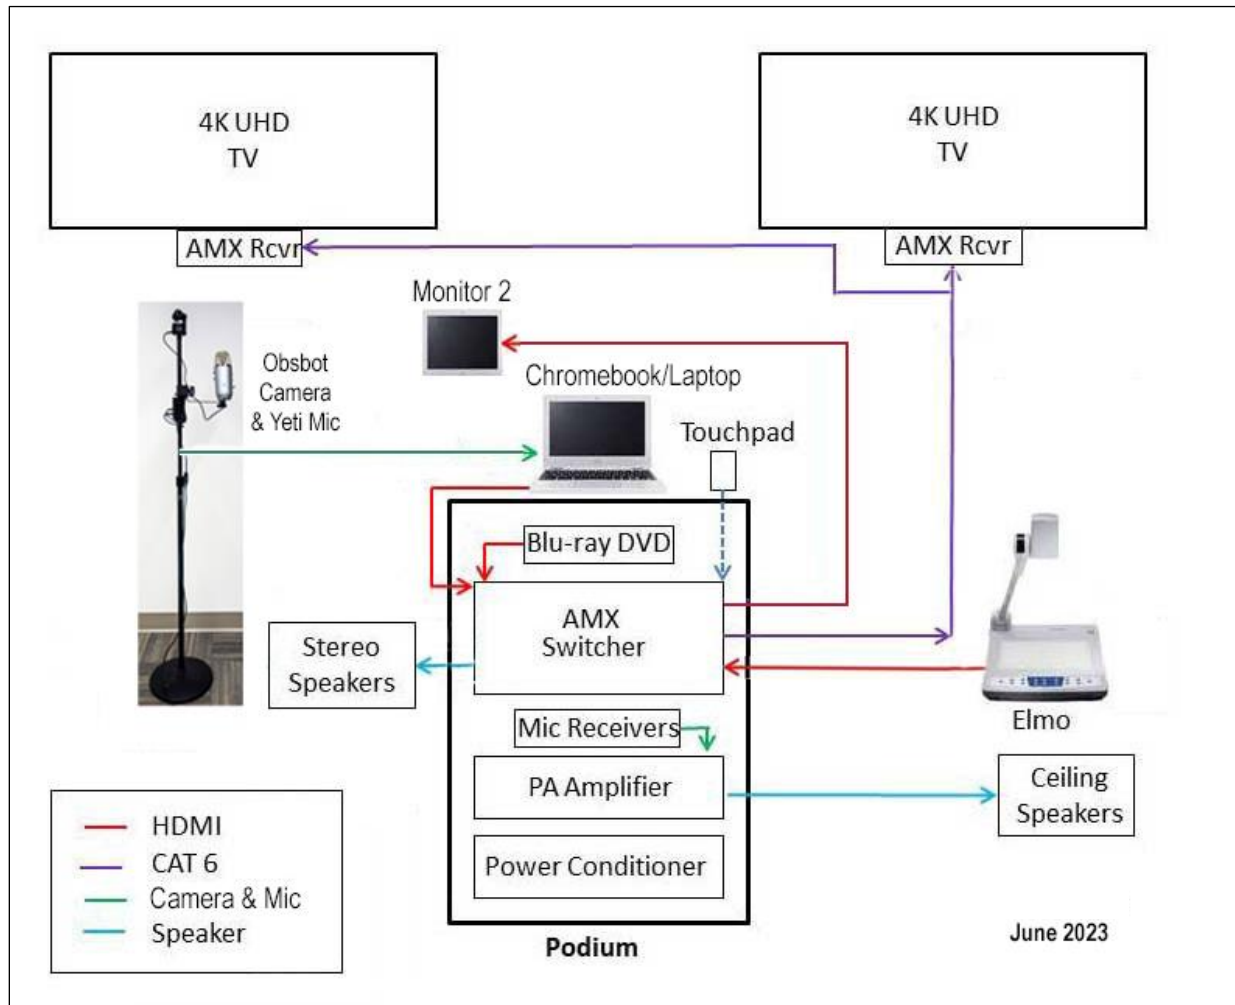 4K UHD
TV
4K UHD
TV
AMX Rcvr
AMX Rcvr
Monitor 2
Obsbot
Camera
& Yeti Mic
Chromebook/Laptop
Touchpad
Blu-ray DVD
AMX
Switcher
Stereo
Speakers
Elmo
Mic Receivers
PA Amplifier
Ceiling
Speakers
Power Conditioner
HDMI
CAT 6
Camera & Mic
Speaker
Podium
June 2023